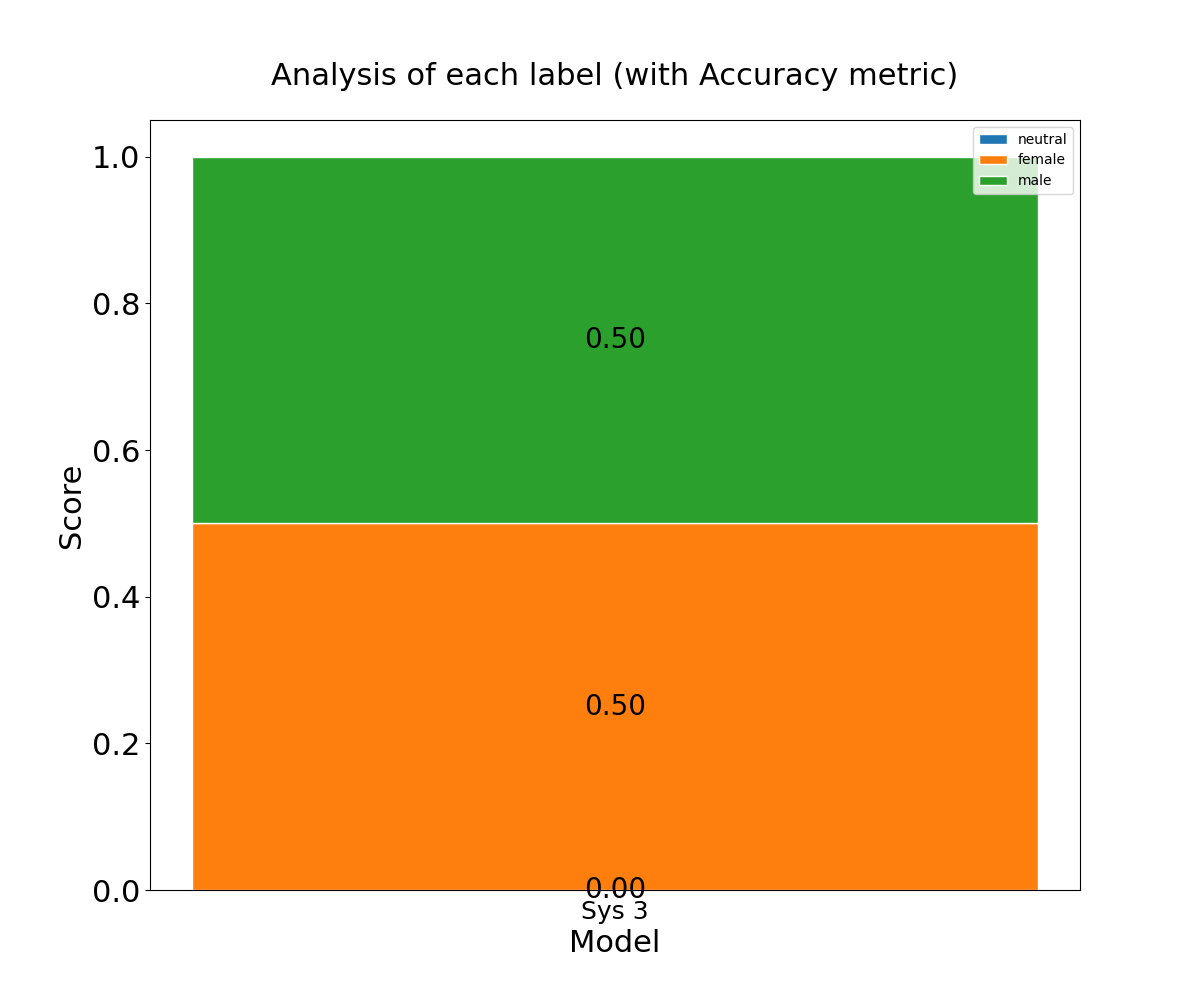 Analysis of each label (with Accuracy metric)
neutral
female
male
1.0
0.8
0.6
0.4
0.2
0.0
Score
0.50
0.50
0.00
Sys 3
Model